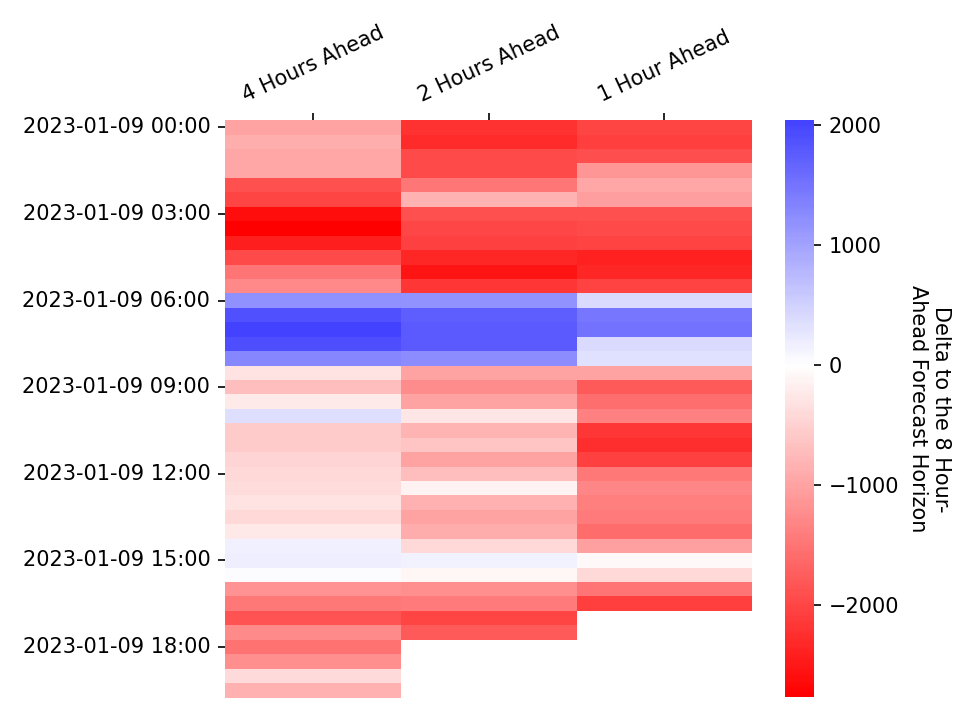 4 Hours Ahead
2 Hours Ahead
1 Hour Ahead
2023-01-09 00:00
2023-01-09 03:00
2023-01-09 06:00
2023-01-09 09:00
2023-01-09 12:00
2023-01-09 15:00
2023-01-09 18:00
2000
1000
0
−1000
−2000
Delta to the 8 Hour-
Ahead Forecast Horizon